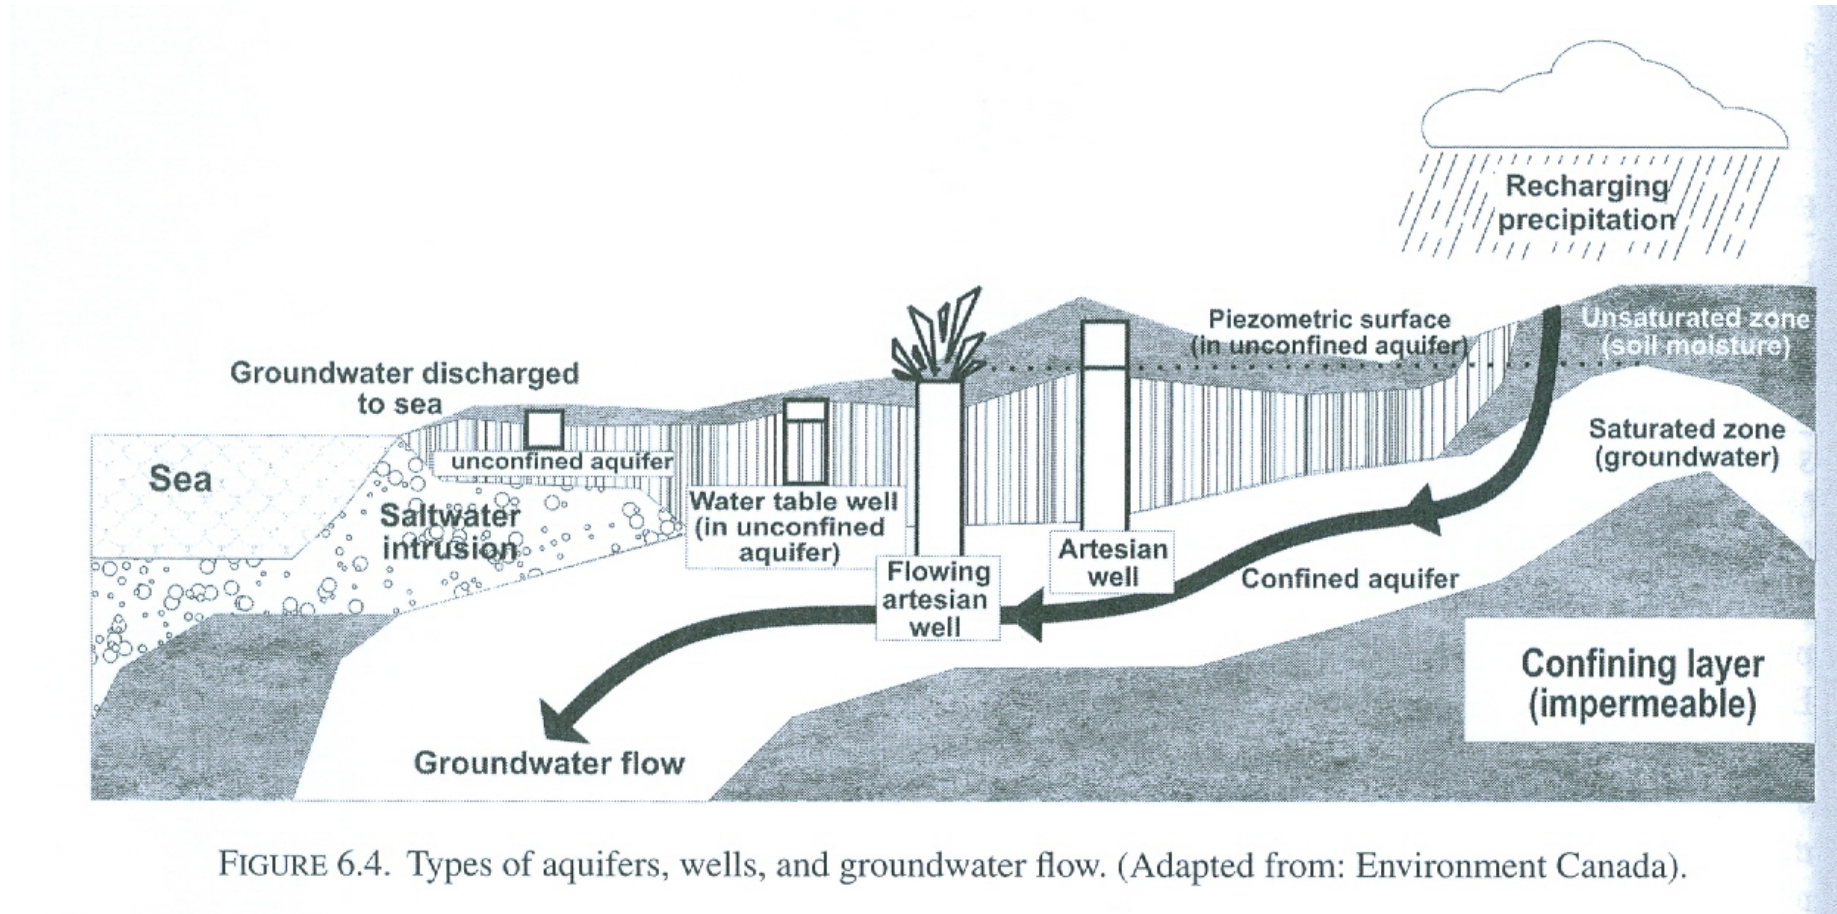 Recharging
precipitation
Piezometric surface
(in unconfined aquifer)
Unsaturated zone
(soil moisture)
Groundwater discharged
to sea
Saturated zone
(groundwater)
Sea
unconfined aquifer
Saltwater
intrusion
Water table well
(in unconfined
aquifer)
Flowing
artesian
well
Artesian
well
Confined aquifer
Confining layer
(impermeable)
Groundwater flow
FIGURE 6.4. Types of aquifers, wells, and groundwater flow. (Adapted from: Environment Canada).